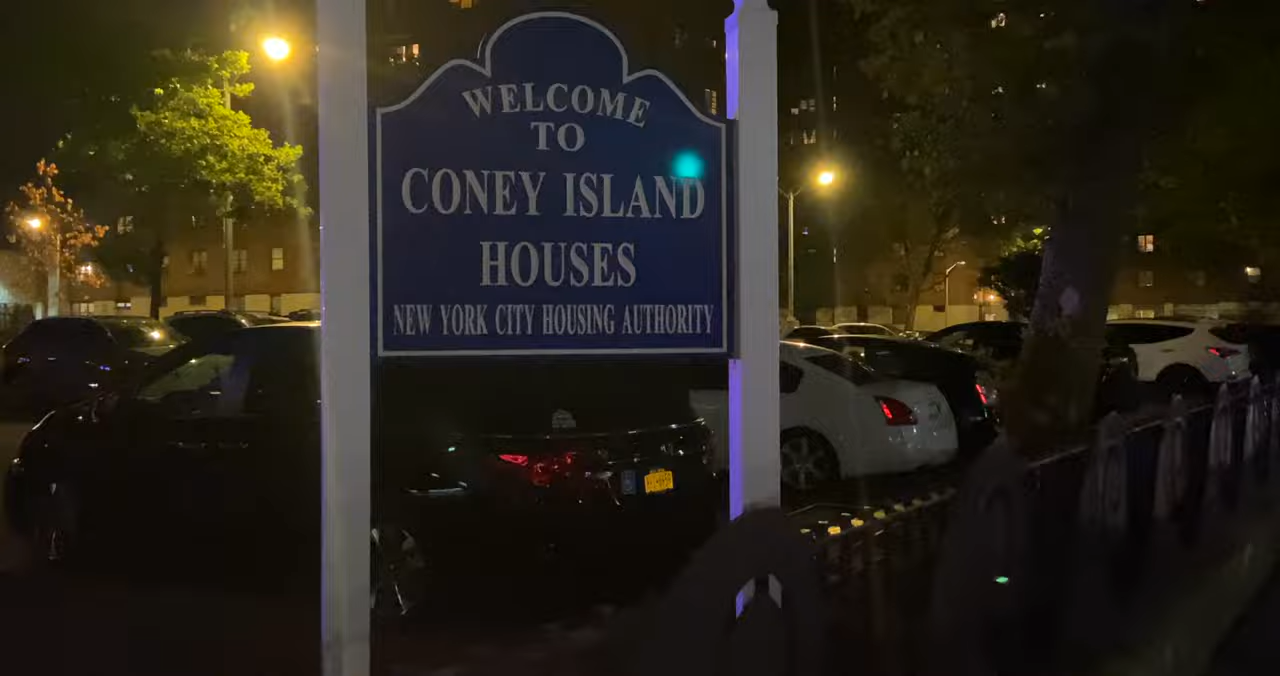 WELCOME
TO
CONEY ISLAND
HOUSES
NEW YORK CITY HOUSING AUTHORITY